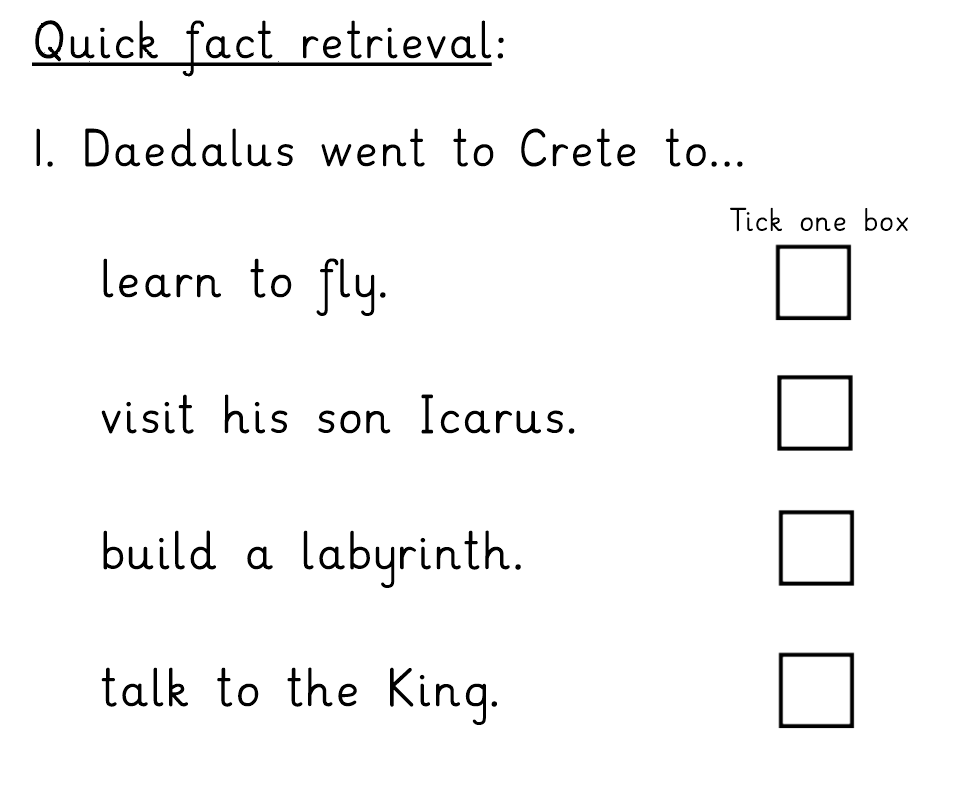 Quick fact retrieval:
1. Daedalus went to Crete to...
Tick one box
learn to fly.
visit his son Icarus.
build a labyrinth.
talk to the King.